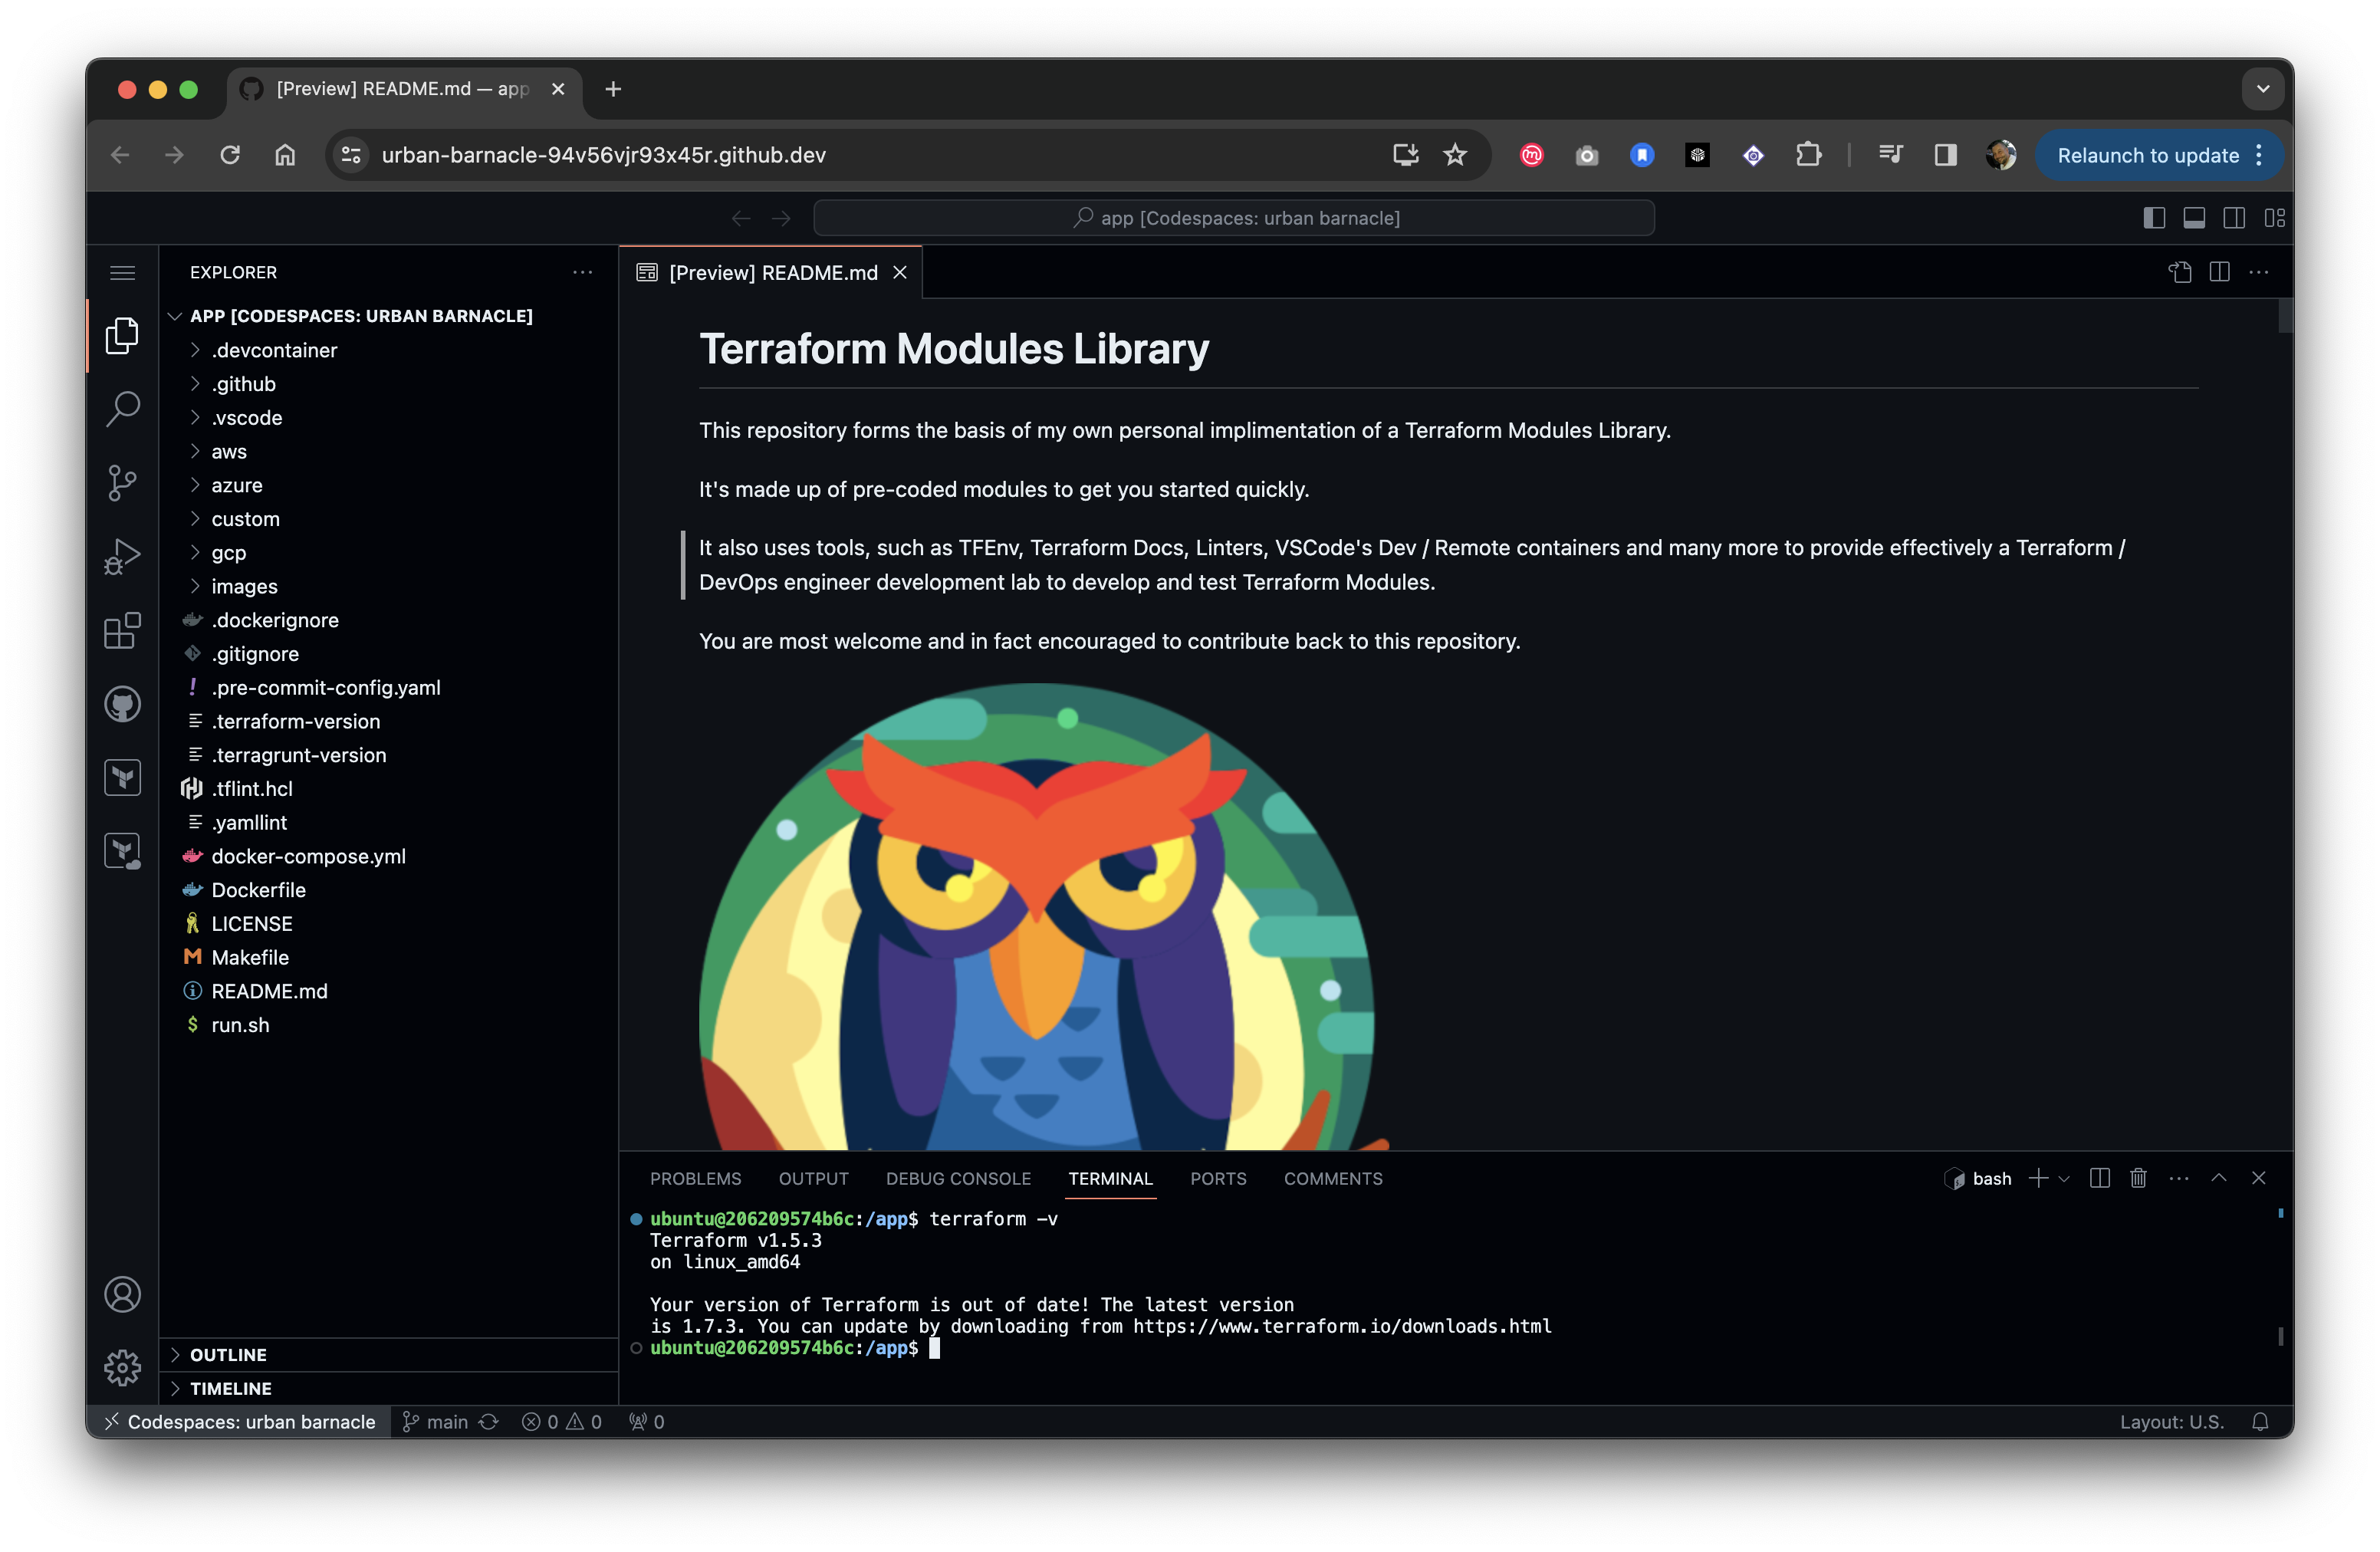 [Preview] README.md — app
urban-barnacle-94v56vjr93x45r.github.dev
Relaunch to update
app [Codespaces: urban barnacle]
EXPLORER
APP [CODESPACES: URBAN BARNACLE]
.devcontainer
.github
.vscode
aws
azure
custom
gcp
images
.dockerignore
.gitignore
.pre-commit-config.yaml
.terraform-version
.terragrunt-version
.tflint.hcl
.yamllint
docker-compose.yml
Dockerfile
LICENSE
Makefile
README.md
run.sh
OUTLINE
TIMELINE
[Preview] README.md
Terraform Modules Library
This repository forms the basis of my own personal implimentation of a Terraform Modules Library.
It's made up of pre-coded modules to get you started quickly.
It also uses tools, such as TFEnv, Terraform Docs, Linters, VSCode's Dev / Remote containers and many more to provide effectively a Terraform /
DevOps engineer development lab to develop and test Terraform Modules.
You are most welcome and in fact encouraged to contribute back to this repository.
PROBLEMS OUTPUT DEBUG CONSOLE TERMINAL PORTS COMMENTS
bash
ubuntu@206209574b6c:/app$ terraform -v
Terraform v1.5.3
on linux_amd64
Your version of Terraform is out of date! The latest version
is 1.7.3. You can update by downloading from https://www.terraform.io/downloads.html
ubuntu@206209574b6c:/app$
Codespaces: urban barnacle main 0 0 0 Layout: U.S.